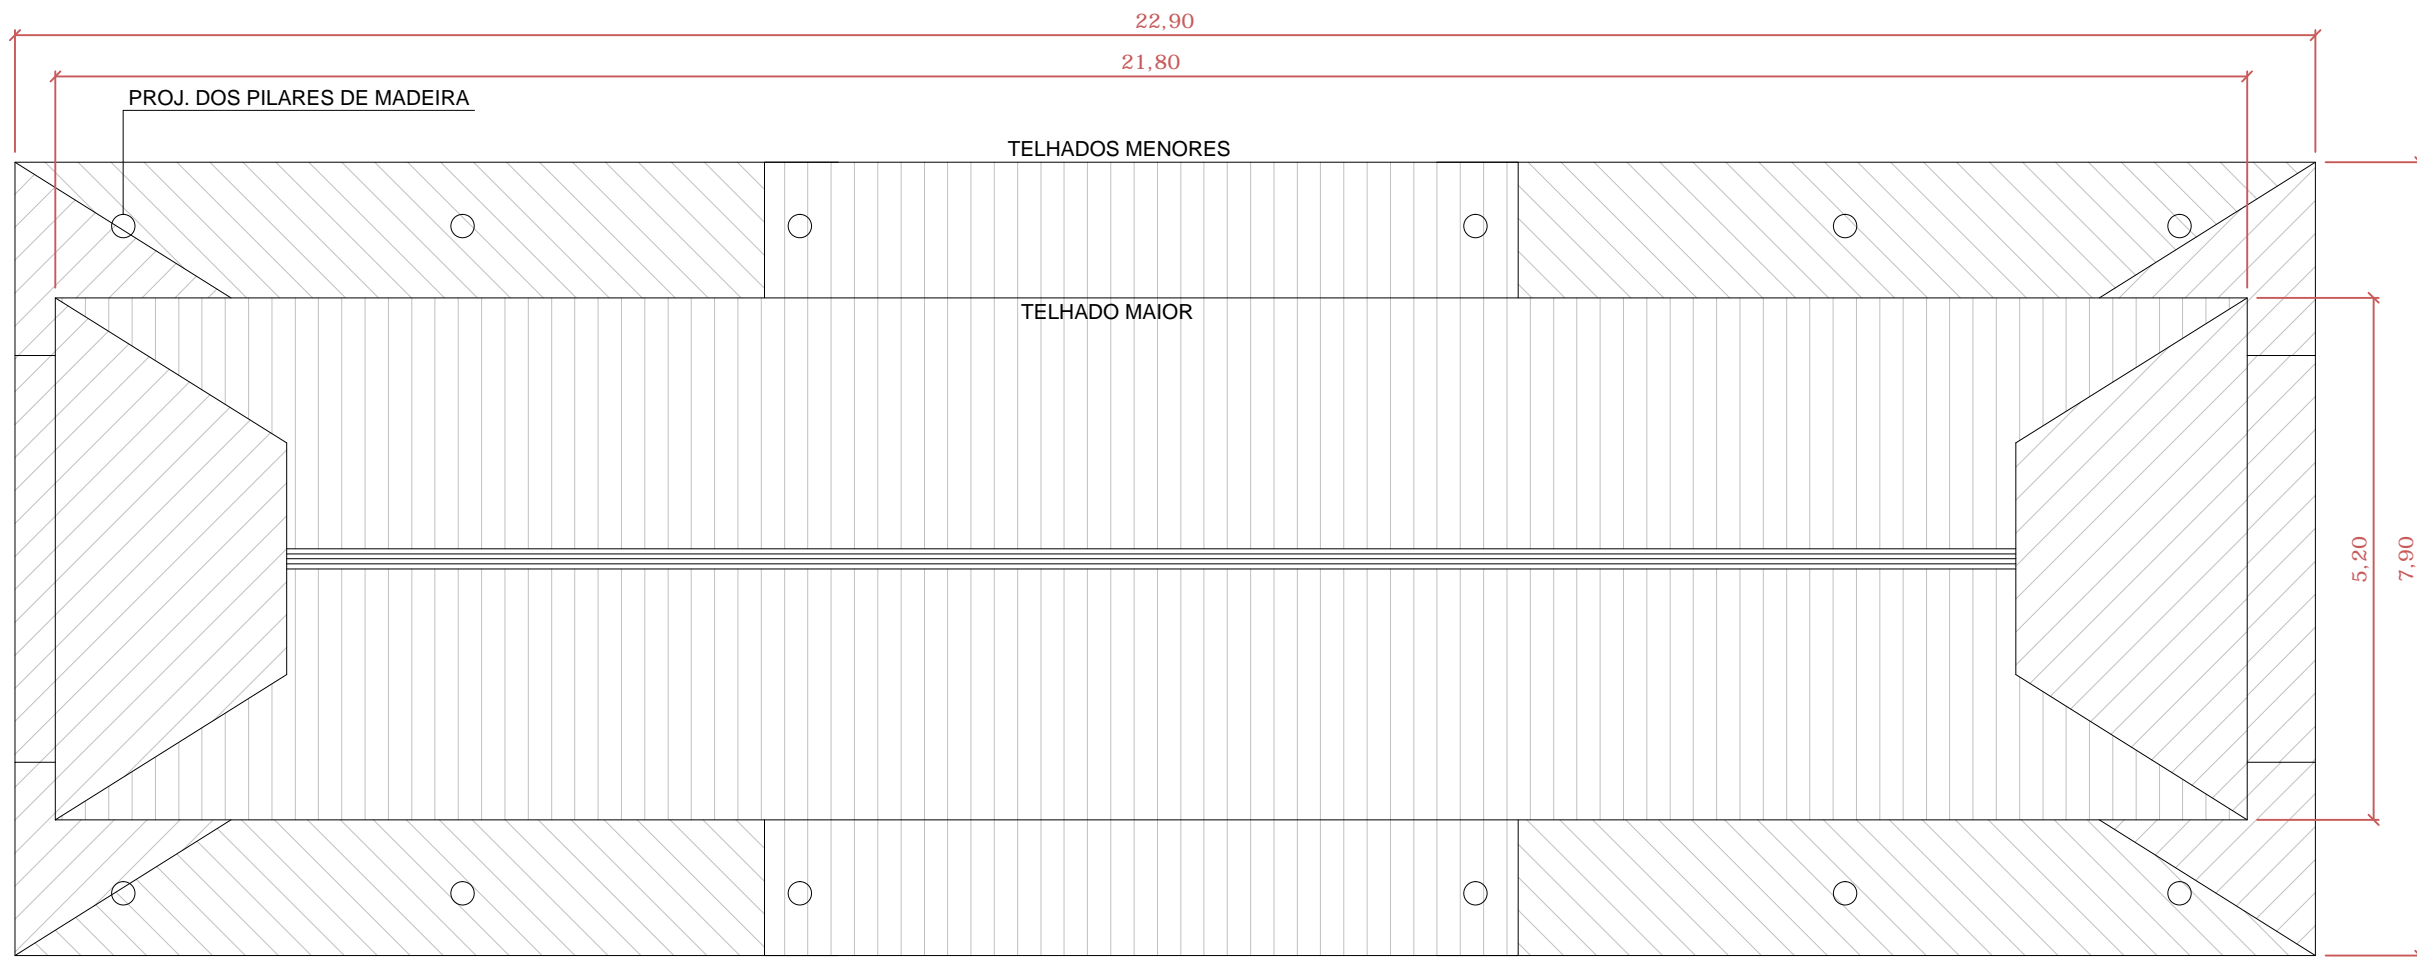 22,90
21,80
PROJ. DOS PILARES DE MADEIRA
TELHADOS MENORES
TELHADO MAIOR
5,20
7,90